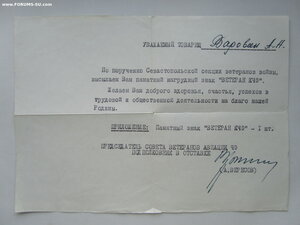 © www.FORUMS-SU.com
УВАЖАЕМЫЙ ТОВАРИЩ
По поручению Севастопольской секции ветеранов войны,
высылаем Вам памятный нагрудный знак "ВЕТЕРАН КЧФ".
Желаем Вам доброго здоровья, счастья, успехов в
трудовой и общественной деятельности на благо нашей
Родины.
ПРИЛОЖЕНИЕ: Памятный знак "ВЕТЕРАН КЧФ" - 1 шт.
ПРЕДСЕДАТЕЛЬ СОВЕТА ВЕТЕРАНОВ АВИАЦИИ ЧФ
ПОЛКОВНИК В ОТСТАВКЕ